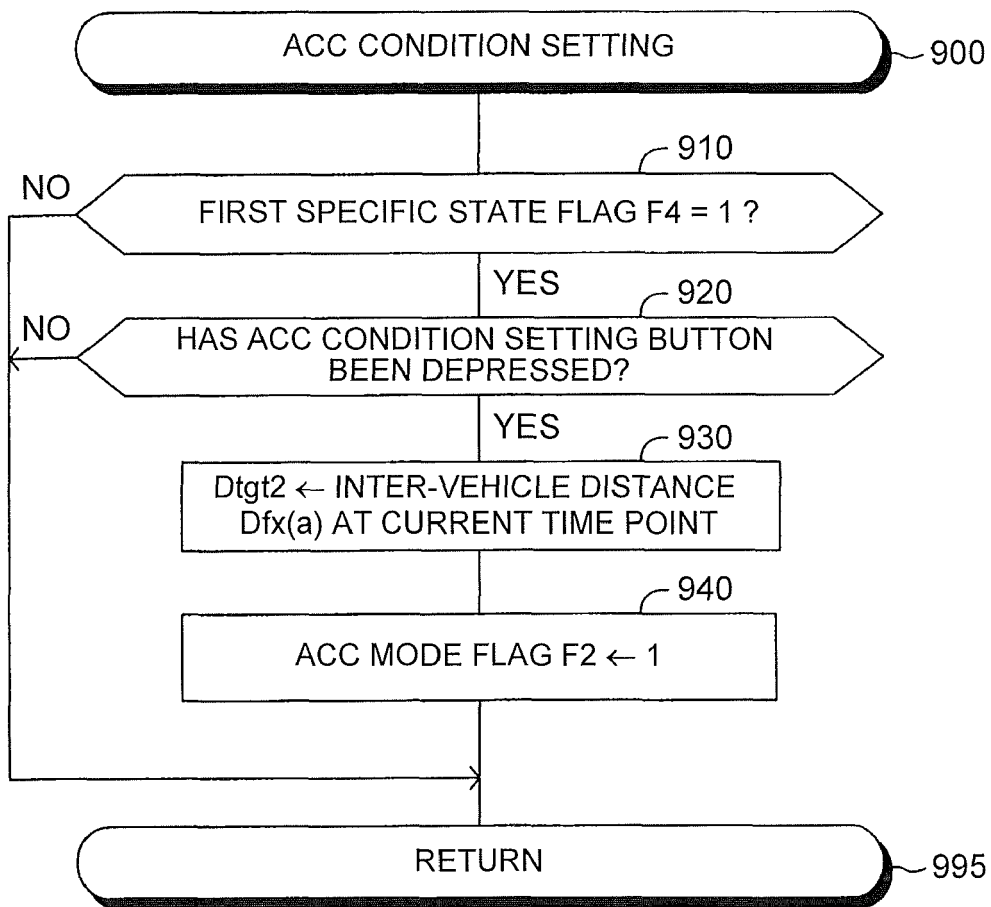 ACC CONDITION SETTING
900
910
NO
FIRST SPECIFIC STATE FLAG F4 = 1 ?
YES
920
NO
HAS ACC CONDITION SETTING BUTTON
BEEN DEPRESSED?
YES
930
Dtgt2 ← INTER-VEHICLE DISTANCE
Dfx(a) AT CURRENT TIME POINT
940
ACC MODE FLAG F2 ← 1
RETURN
995